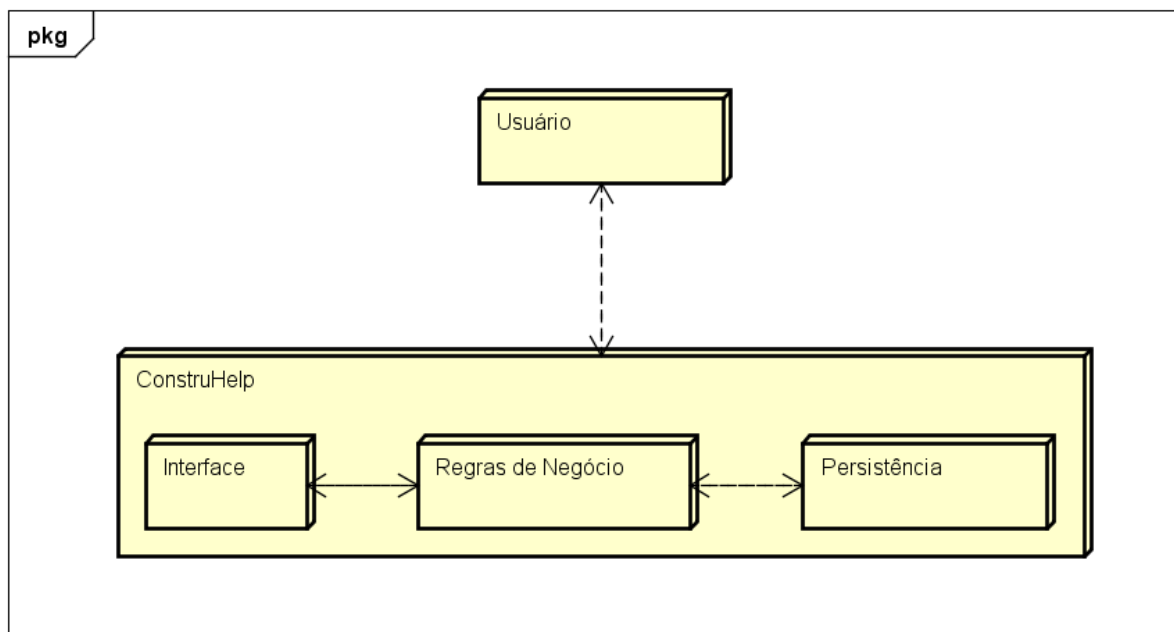 pkg
Usuário
ConstruHelp
Interface
Regras de Negócio
Persistência